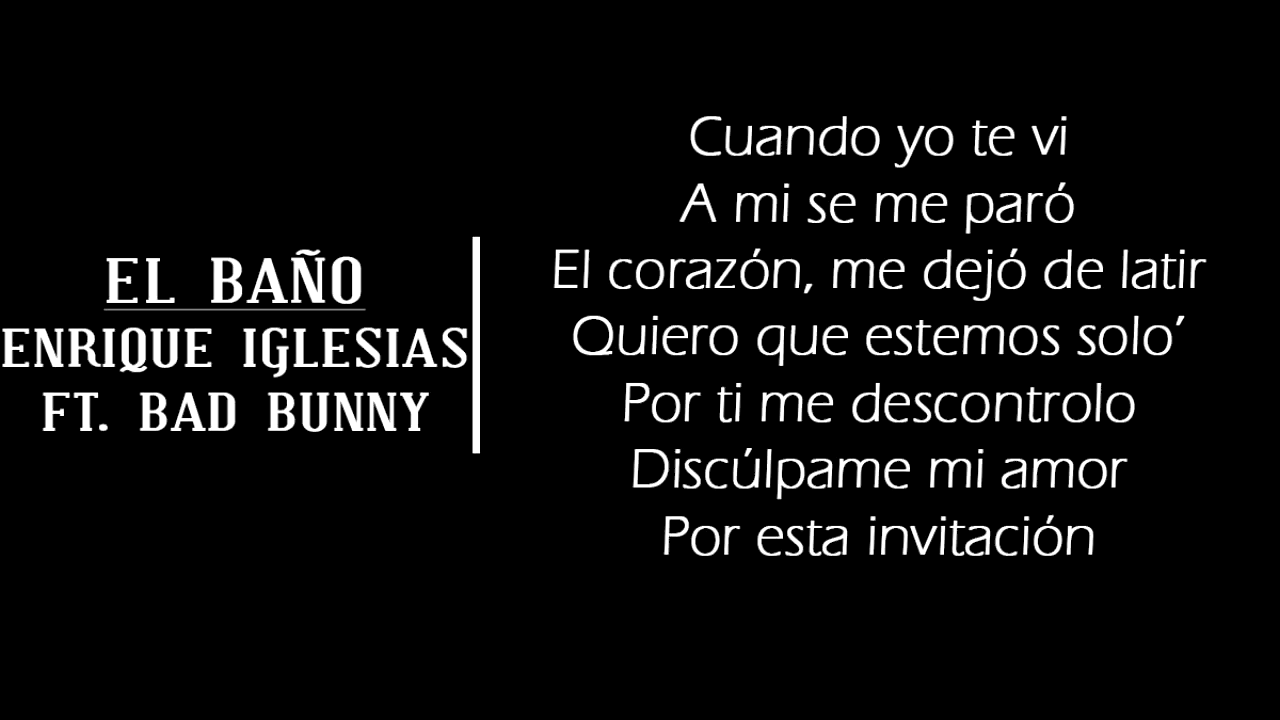 EL BAÑO
ENRIQUE IGLESIAS
FT. BAD BUNNY
Cuando yo te vi
A mi se me paró
El corazón, me dejó de latir
Quiero que estemos solo’
Por ti me descontrolo
Discúlpame mi amor
Por esta invitación